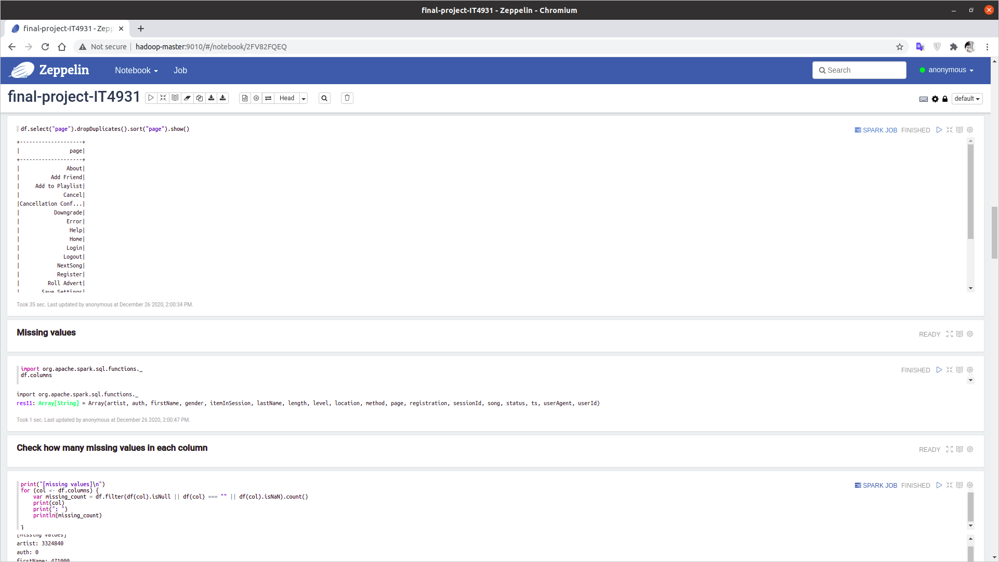 final-project-IT4931 - Zeppelin - Chromium
final-project-IT4931 - Zepp
Not secure | hadoop-master:9010/#/notebook/2FV82FQEQ
Zeppelin Notebook Job Search anonymous
final-project-IT4931 Head default
df.select("page").dropDuplicates().sort("page").show()
SPARK JOB FINISHED
+--------------------+
|                page|
+--------------------+
|               About|
|          Add Friend|
|     Add to Playlist|
|              Cancel|
|Cancellation Conf...|
|           Downgrade|
|               Error|
|                Help|
|                Home|
|               Login|
|              Logout|
|            NextSong|
|            Register|
|         Roll Advert|
|       Save Settings|
Took 35 sec. Last updated by anonymous at December 26 2020, 2:00:34 PM.
Missing values
READY
import org.apache.spark.sql.functions._
df.columns
FINISHED
import org.apache.spark.sql.functions._
res11: Array[String] = Array(artist, auth, firstName, gender, itemInSession, lastName, length, level, location, method, page, registration, sessionId, song, status, ts, userAgent, userId)
Took 1 sec. Last updated by anonymous at December 26 2020, 2:00:47 PM.
Check how many missing values in each column
READY
print("[missing values]\n")
for (col <- df.columns) {
    var missing_count = df.filter(df(col).isNull || df(col) === "" || df(col).isNaN).count()
    print(col)
    print(": ")
    println(missing_count)
}
SPARK JOB FINISHED
[missing values]
artist: 3324840
auth: 0
firstName: 471000